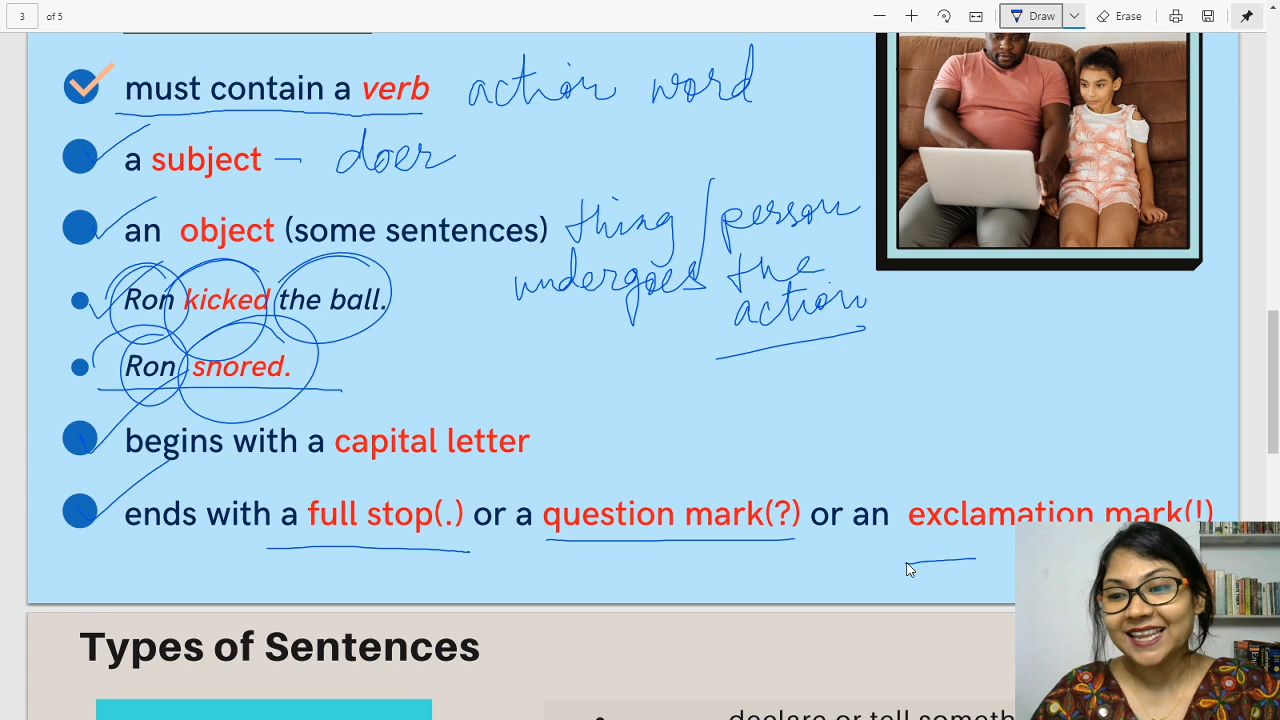 3 of 5 Draw Erase
must contain a verb action word
a subject — doer
an object (some sentences) thing/person
undergoes the
action
Ron kicked the ball.
Ron snored.
begins with a capital letter
ends with a full stop(.) or a question mark(?) or an exclamation mark(!)
Types of Sentences
declare or tell someth